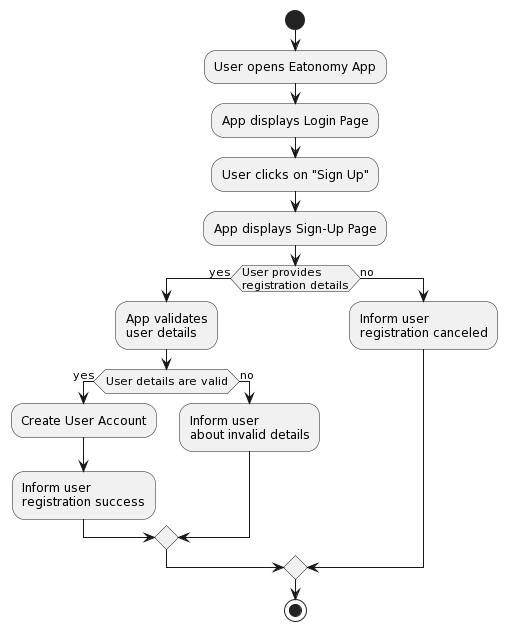 User opens Eatonomy App
App displays Login Page
User clicks on "Sign Up"
App displays Sign-Up Page
yes
User provides
registration details
no
App validates
user details
Inform user
registration canceled
yes
User details are valid
no
Create User Account
Inform user
about invalid details
Inform user
registration success